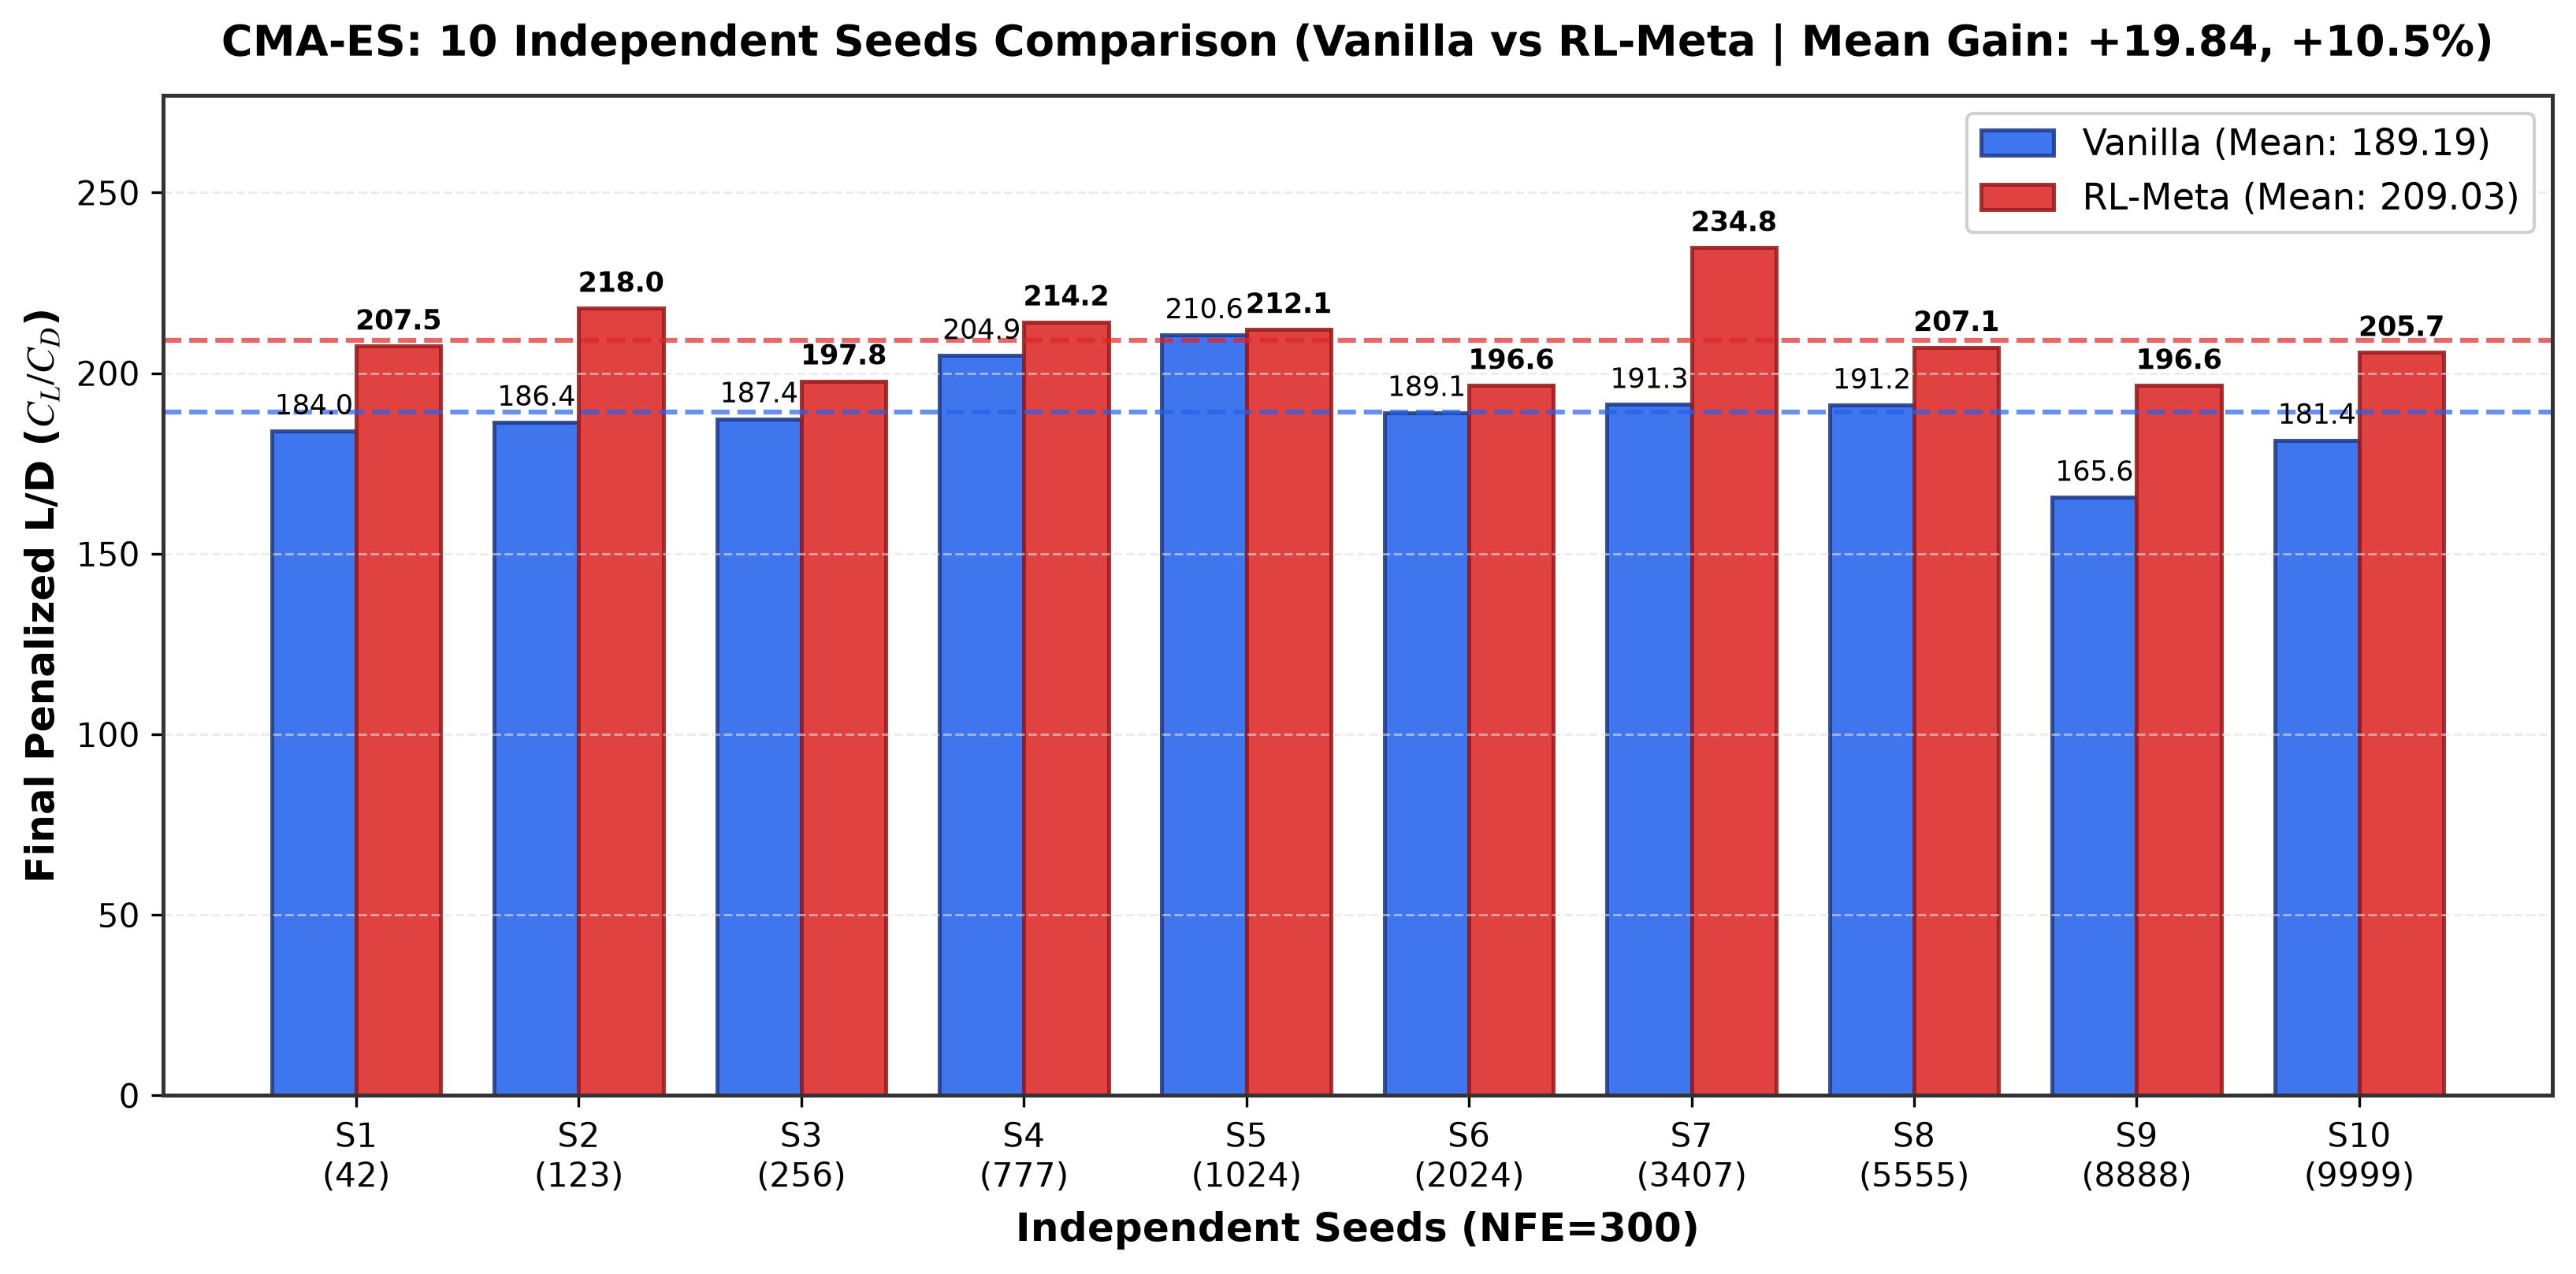 CMA-ES: 10 Independent Seeds Comparison (Vanilla vs RL-Meta | Mean Gain: +19.84, +10.5%)
Final Penalized L/D (C_L/C_D)
250
200
150
100
50
0
Vanilla (Mean: 189.19)
RL-Meta (Mean: 209.03)
184.0
207.5
186.4
218.0
187.4
197.8
204.9
214.2
210.6
212.1
189.1
196.6
191.3
234.8
191.2
207.1
165.6
196.6
181.4
205.7
S1
(42)
S2
(123)
S3
(256)
S4
(777)
S5
(1024)
S6
(2024)
S7
(3407)
S8
(5555)
S9
(8888)
S10
(9999)
Independent Seeds (NFE=300)